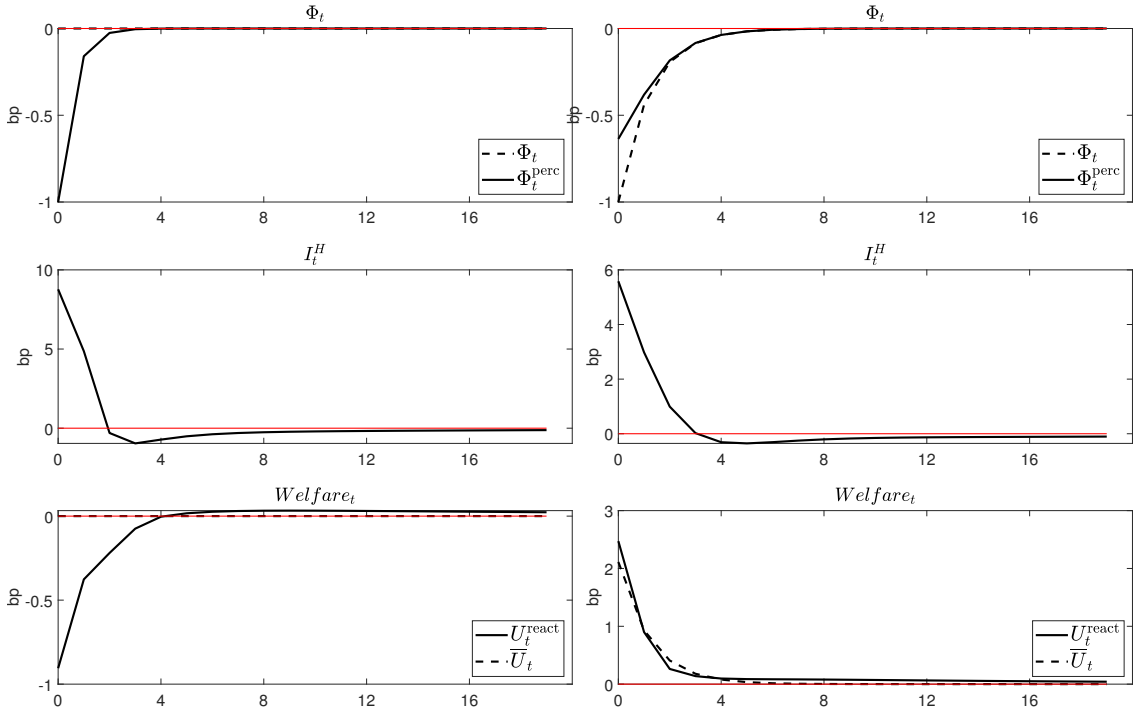 Φ_t
0
-0.5
-1
bp
Φ_t
Φ_t^perc
0 4 8 12 16
Φ_t
0
-0.5
-1
bp
Φ_t
Φ_t^perc
0 4 8 12 16
I_t^H
10
5
0
bp
0 4 8 12 16
I_t^H
6
4
2
0
bp
0 4 8 12 16
Welfare_t
0
-0.5
-1
bp
U_t^react
U̅_t
0 4 8 12 16
Welfare_t
3
2
1
0
bp
U_t^react
U̅_t
0 4 8 12 16